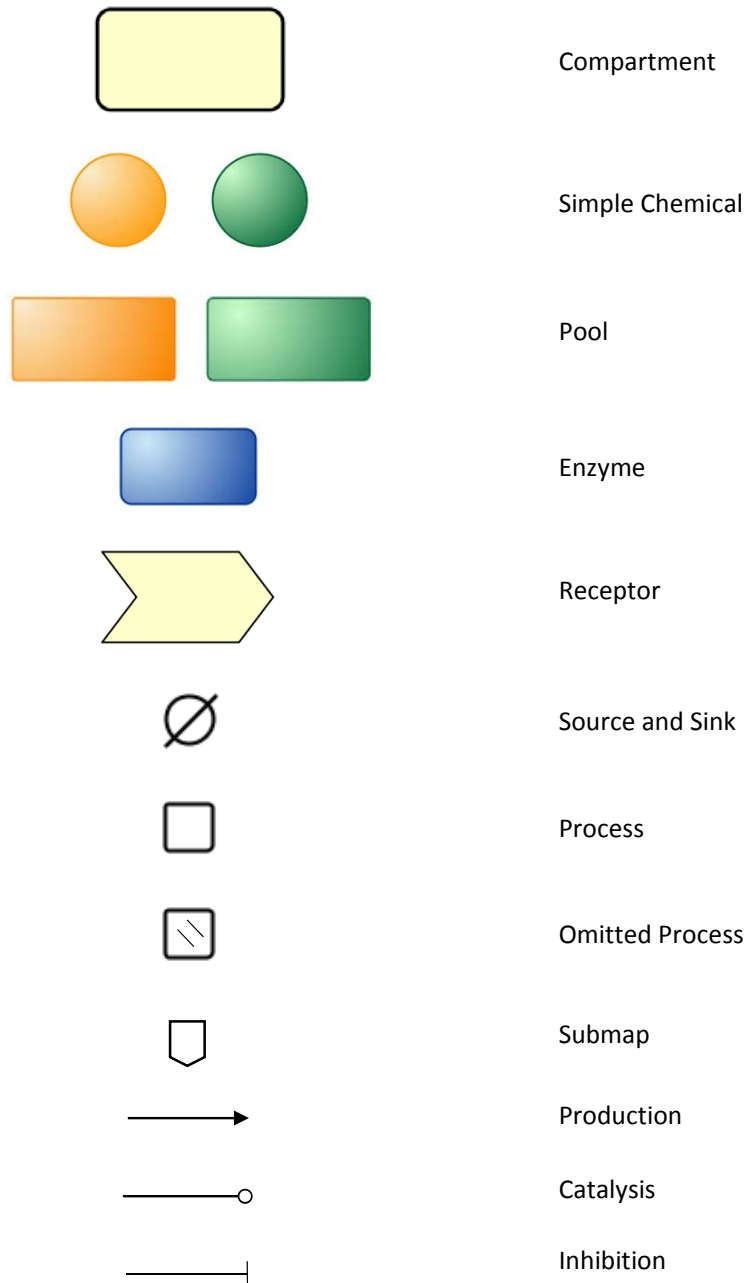 Compartment
Simple Chemical
Pool
Enzyme
Receptor
Source and Sink
Process
Omitted Process
Submap
Production
Catalysis
Inhibition